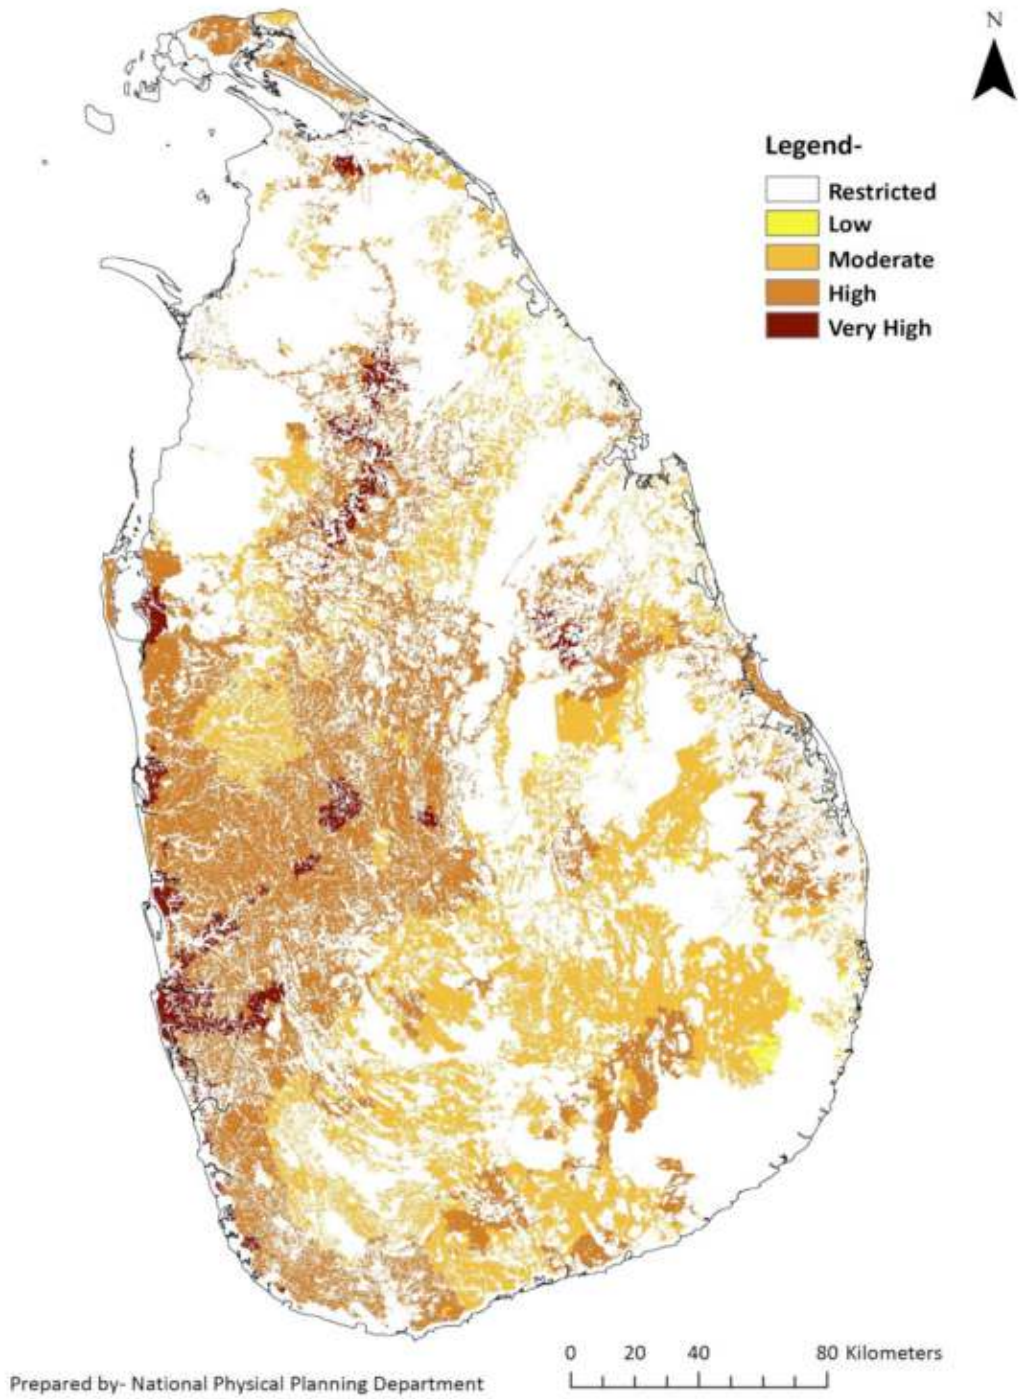 N
Legend-
Restricted
Low
Moderate
High
Very High
0 20 40 80 Kilometers
Prepared by- National Physical Planning Department